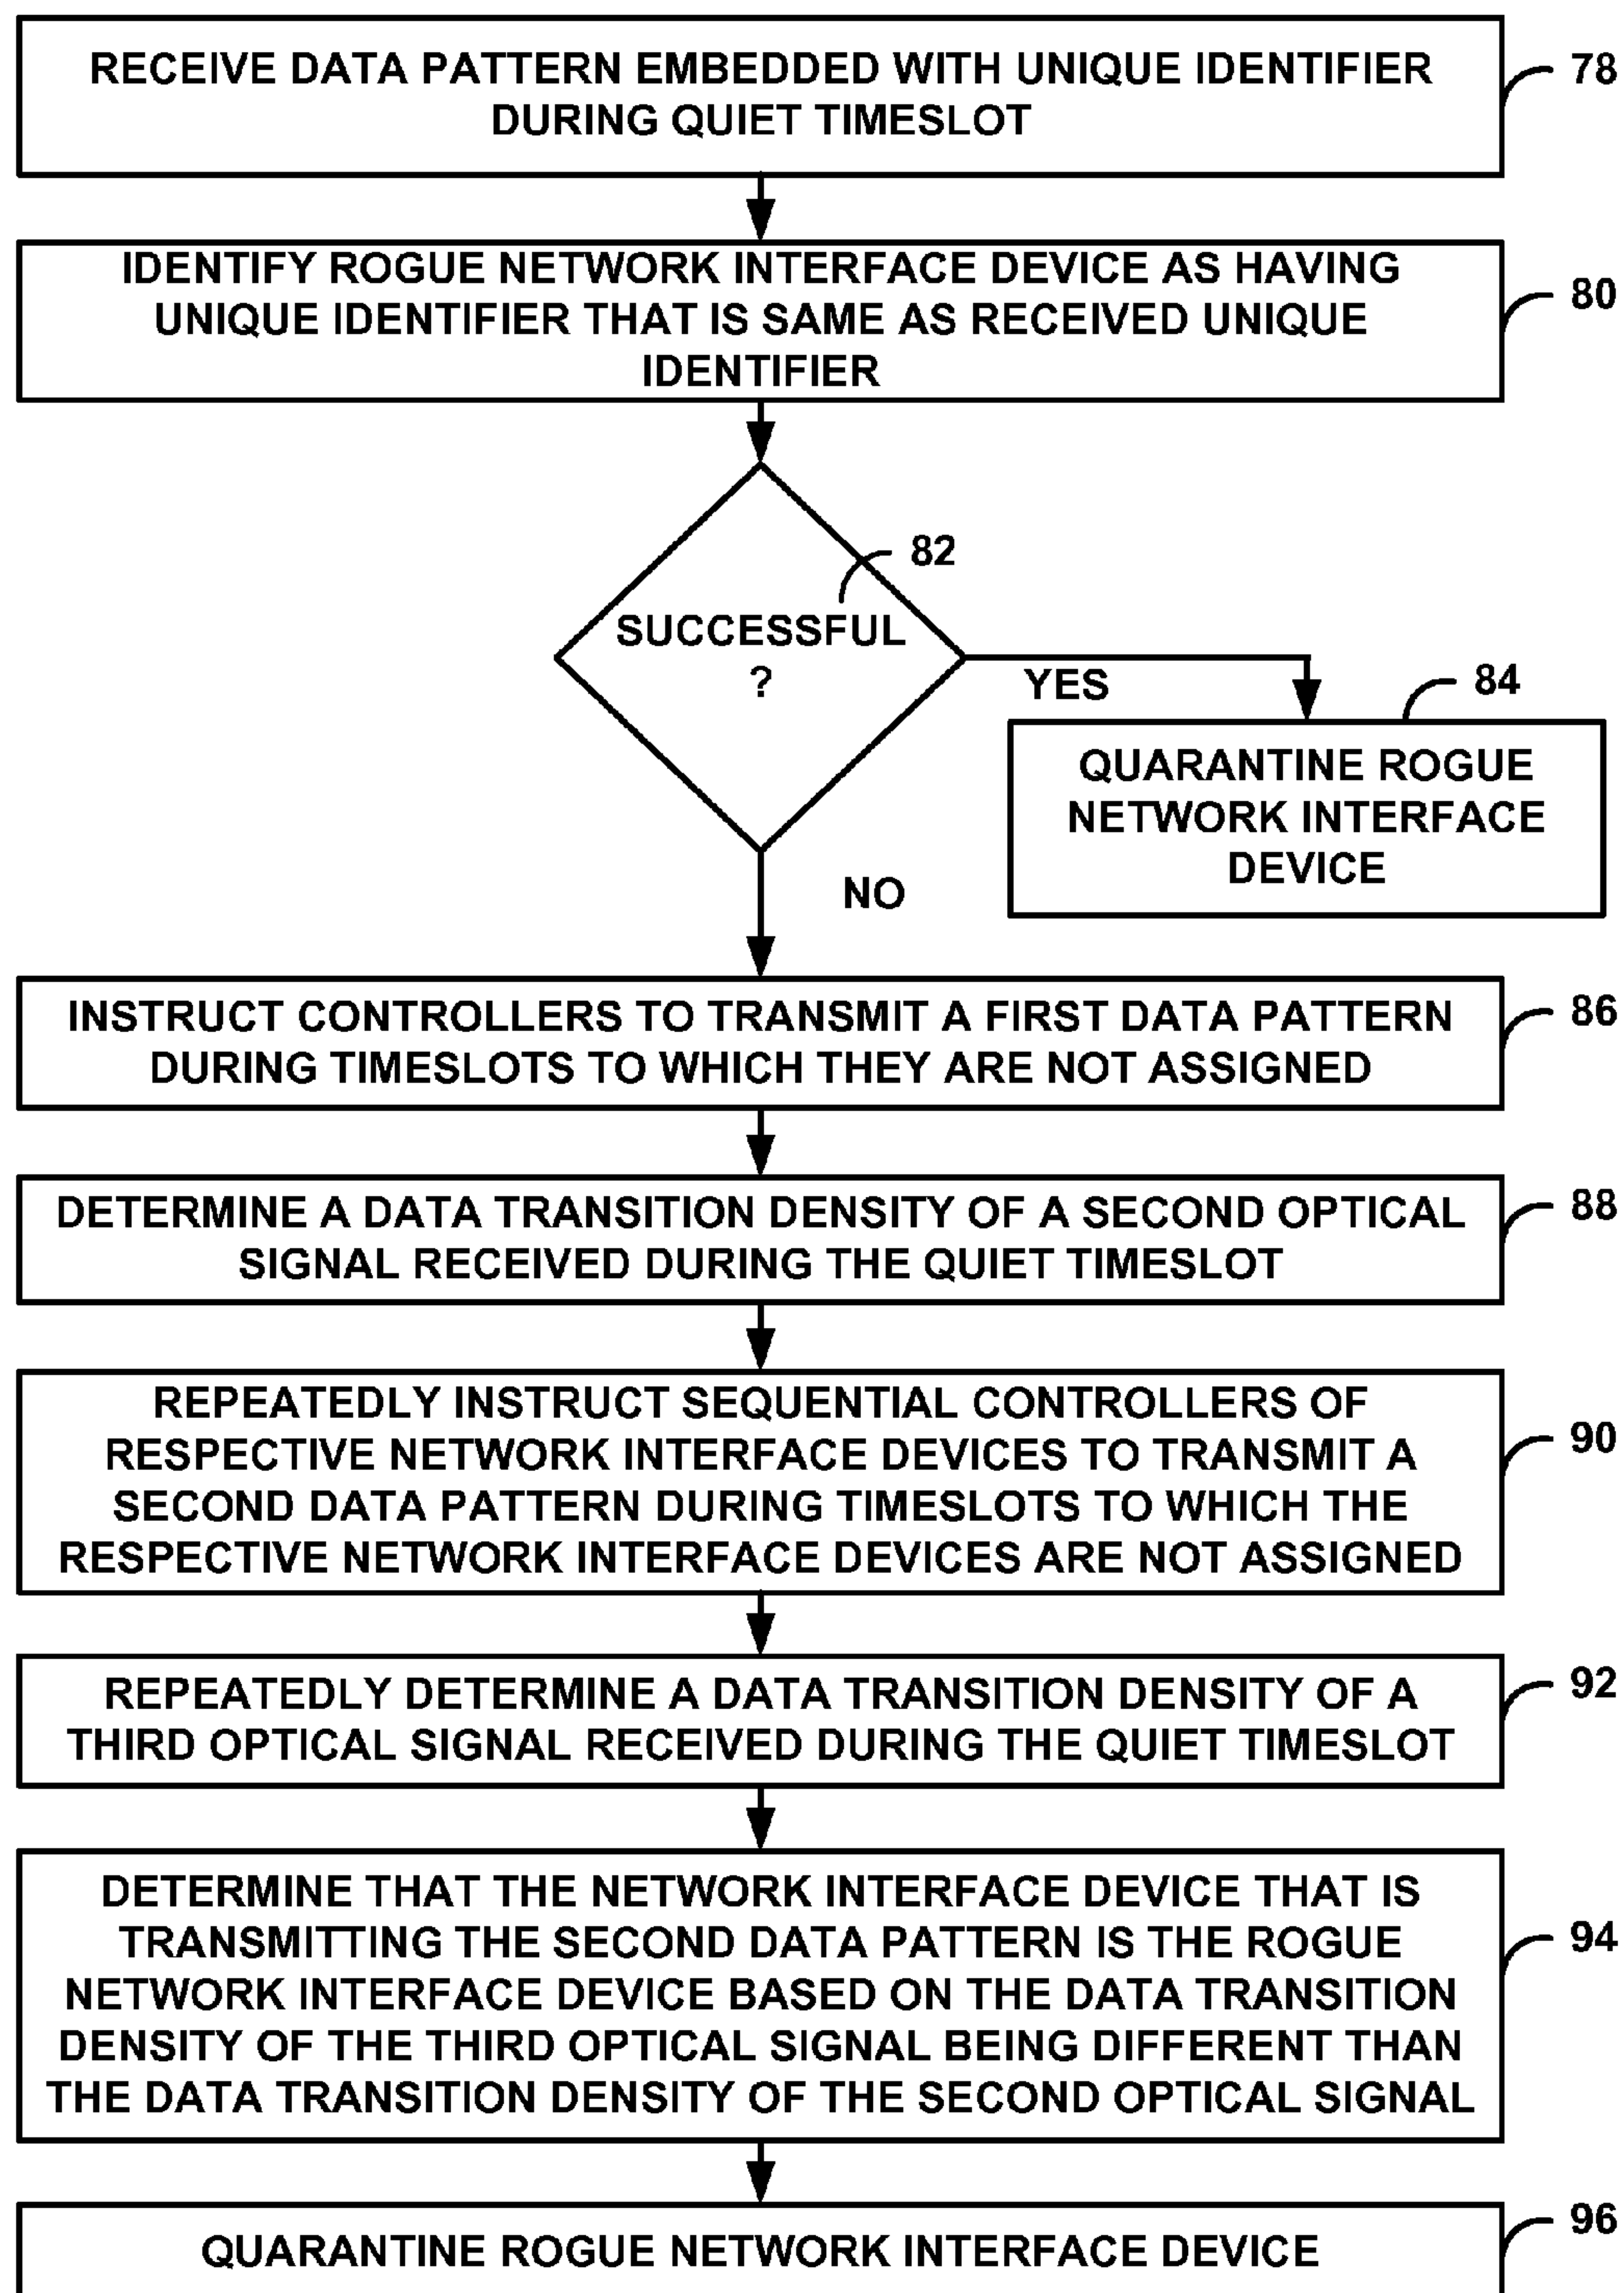 RECEIVE DATA PATTERN EMBEDDED WITH UNIQUE IDENTIFIER
DURING QUIET TIMESLOT
78
IDENTIFY ROGUE NETWORK INTERFACE DEVICE AS HAVING
UNIQUE IDENTIFIER THAT IS SAME AS RECEIVED UNIQUE
IDENTIFIER
80
82
SUCCESSFUL
?
YES
84
QUARANTINE ROGUE
NETWORK INTERFACE
DEVICE
NO
INSTRUCT CONTROLLERS TO TRANSMIT A FIRST DATA PATTERN
DURING TIMESLOTS TO WHICH THEY ARE NOT ASSIGNED
86
DETERMINE A DATA TRANSITION DENSITY OF A SECOND OPTICAL
SIGNAL RECEIVED DURING THE QUIET TIMESLOT
88
REPEATEDLY INSTRUCT SEQUENTIAL CONTROLLERS OF
RESPECTIVE NETWORK INTERFACE DEVICES TO TRANSMIT A
SECOND DATA PATTERN DURING TIMESLOTS TO WHICH THE
RESPECTIVE NETWORK INTERFACE DEVICES ARE NOT ASSIGNED
90
REPEATEDLY DETERMINE A DATA TRANSITION DENSITY OF A
THIRD OPTICAL SIGNAL RECEIVED DURING THE QUIET TIMESLOT
92
DETERMINE THAT THE NETWORK INTERFACE DEVICE THAT IS
TRANSMITTING THE SECOND DATA PATTERN IS THE ROGUE
NETWORK INTERFACE DEVICE BASED ON THE DATA TRANSITION
DENSITY OF THE THIRD OPTICAL SIGNAL BEING DIFFERENT THAN
THE DATA TRANSITION DENSITY OF THE SECOND OPTICAL SIGNAL
94
QUARANTINE ROGUE NETWORK INTERFACE DEVICE
96